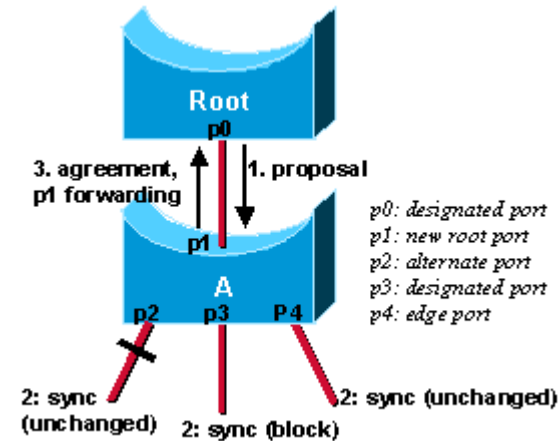 Root
p0
3. agreement,
p1 forwarding
1. proposal
p1
A
p2
p3
P4
p0: designated port
p1: new root port
p2: alternate port
p3: designated port
p4: edge port
2: sync
(unchanged)
2: sync (block)
2: sync (unchanged)